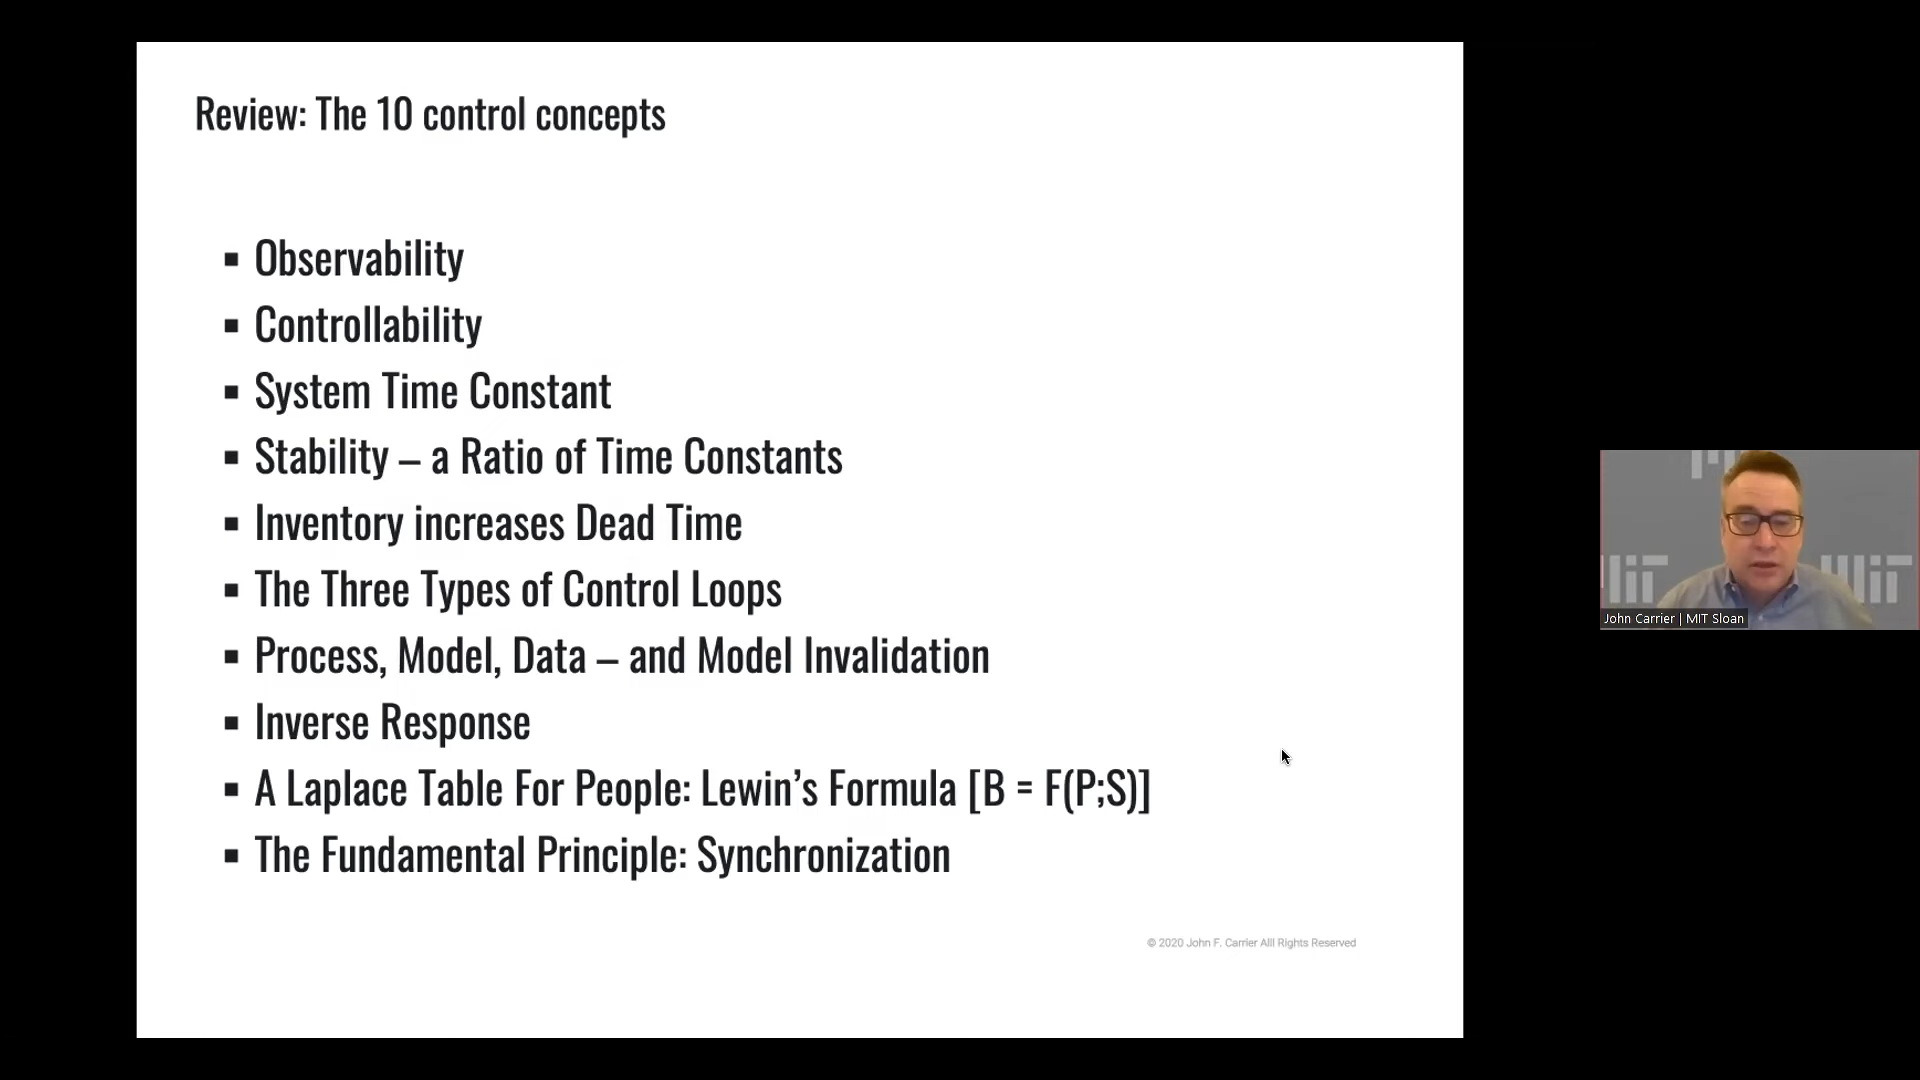 Review: The 10 control concepts
▪ Observability
▪ Controllability
▪ System Time Constant
▪ Stability – a Ratio of Time Constants
▪ Inventory increases Dead Time
▪ The Three Types of Control Loops
▪ Process, Model, Data – and Model Invalidation
▪ Inverse Response
▪ A Laplace Table For People: Lewin’s Formula [B = F(P;S)]
▪ The Fundamental Principle: Synchronization
© 2020 John F. Carrier Alll Rights Reserved
John Carrier | MIT Sloan